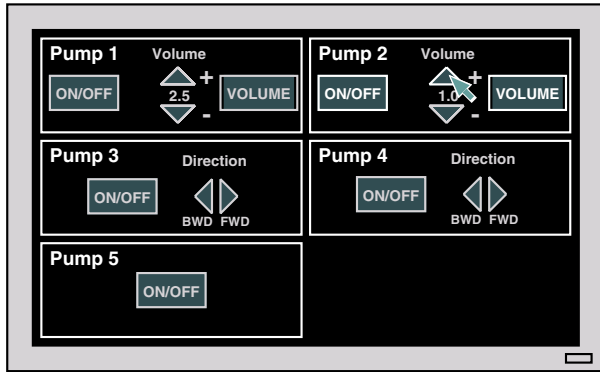 Pump 1
Volume
ON/OFF
+
2.5
-
VOLUME
Pump 2
Volume
ON/OFF
+
1.0
-
VOLUME
Pump 3
Direction
ON/OFF
BWD FWD
Pump 4
Direction
ON/OFF
BWD FWD
Pump 5
ON/OFF